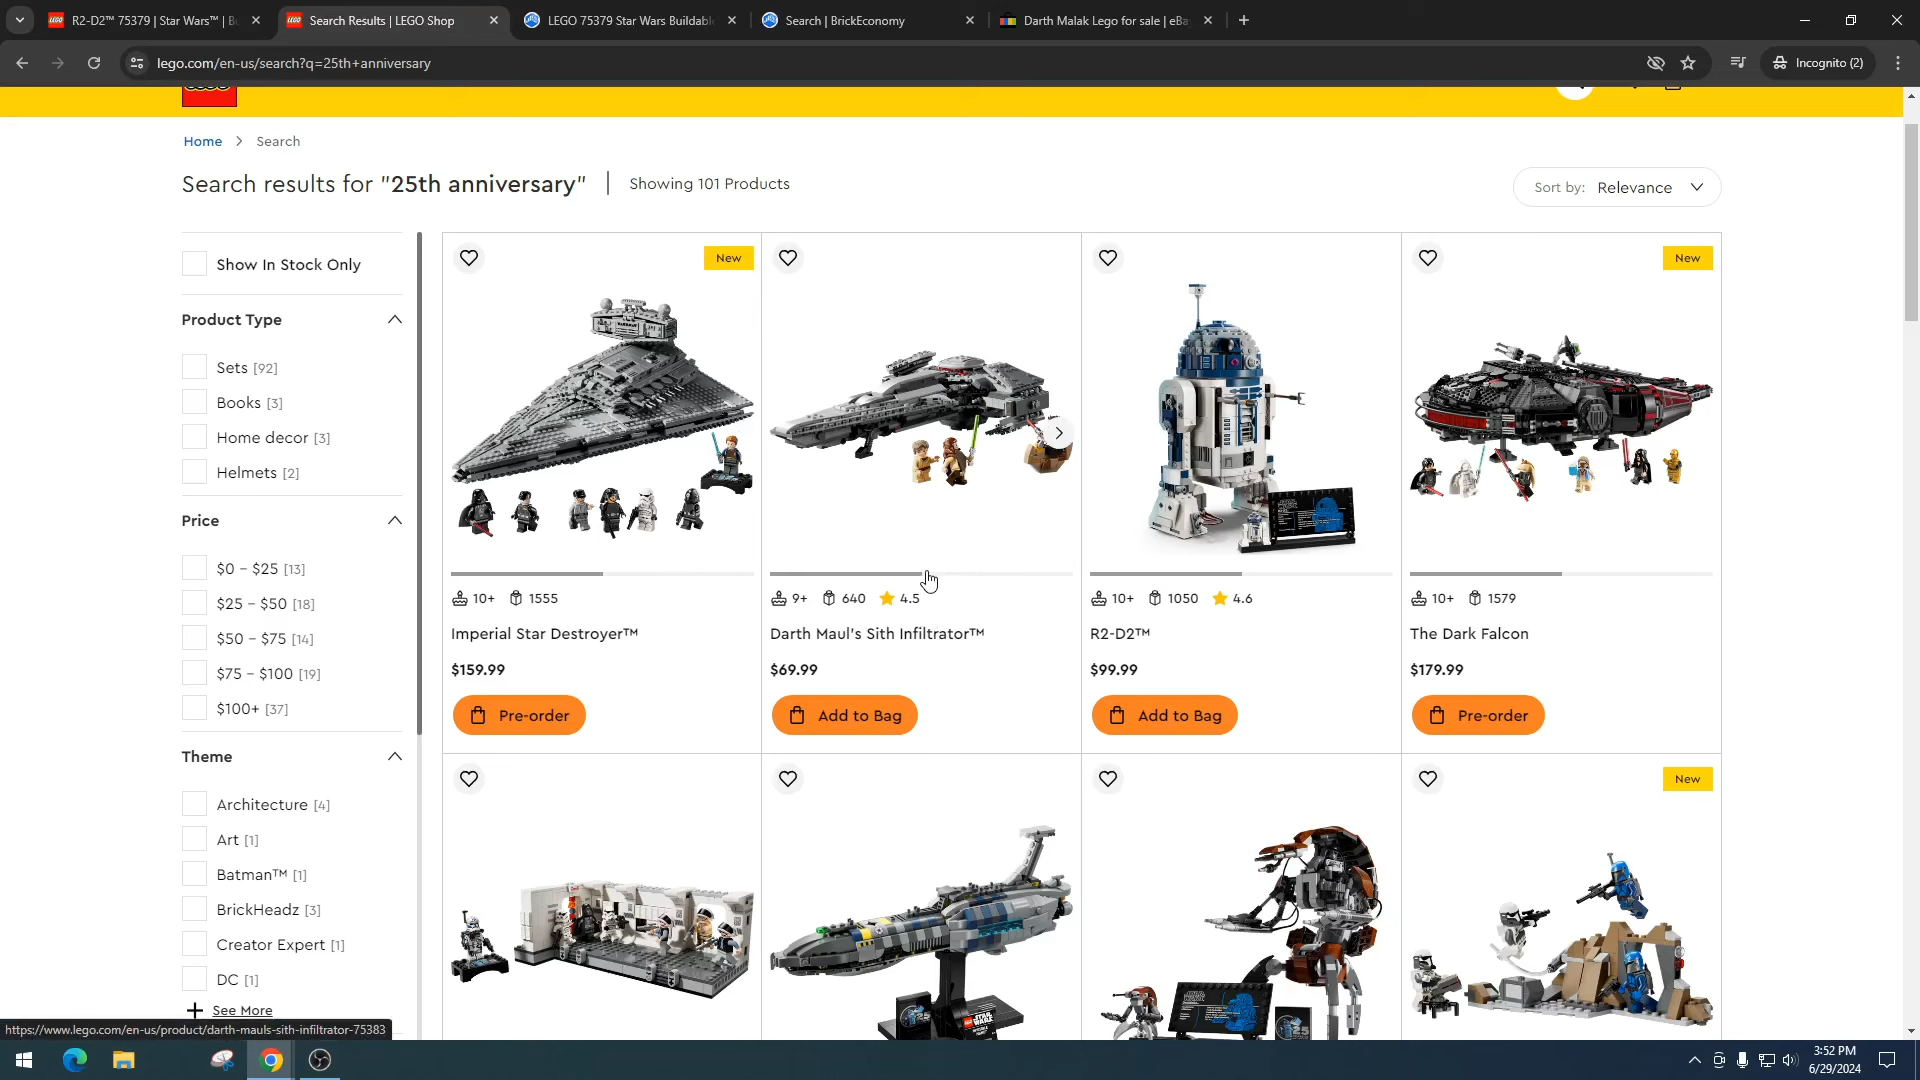 R2-D2™ 75379 | Star Wars™ | B
Search Results | LEGO Shop
LEGO 75379 Star Wars Buildabl
Search | BrickEconomy
Darth Malak Lego for sale | eBa
lego.com/en-us/search?q=25th+anniversary
Incognito (2)
Home
Search
Search results for "25th anniversary"
Showing 101 Products
Sort by: Relevance
Show In Stock Only
Product Type
Sets [92]
Books [3]
Home decor [3]
Helmets [2]
Price
$0 - $25 [13]
$25 - $50 [18]
$50 - $75 [14]
$75 - $100 [19]
$100+ [37]
Theme
Architecture [4]
Art [1]
Batman™ [1]
BrickHeadz [3]
Creator Expert [1]
DC [1]
See More
New
10+ 1555
Imperial Star Destroyer™
$159.99
Pre-order
9+ 640 4.5
Darth Maul's Sith Infiltrator™
$69.99
Add to Bag
10+ 1050 4.6
R2-D2™
$99.99
Add to Bag
New
10+ 1579
The Dark Falcon
$179.99
Pre-order
STAR WARS
25
New
https://www.lego.com/en-us/product/darth-mauls-sith-infiltrator-75383
3:52 PM
6/29/2024